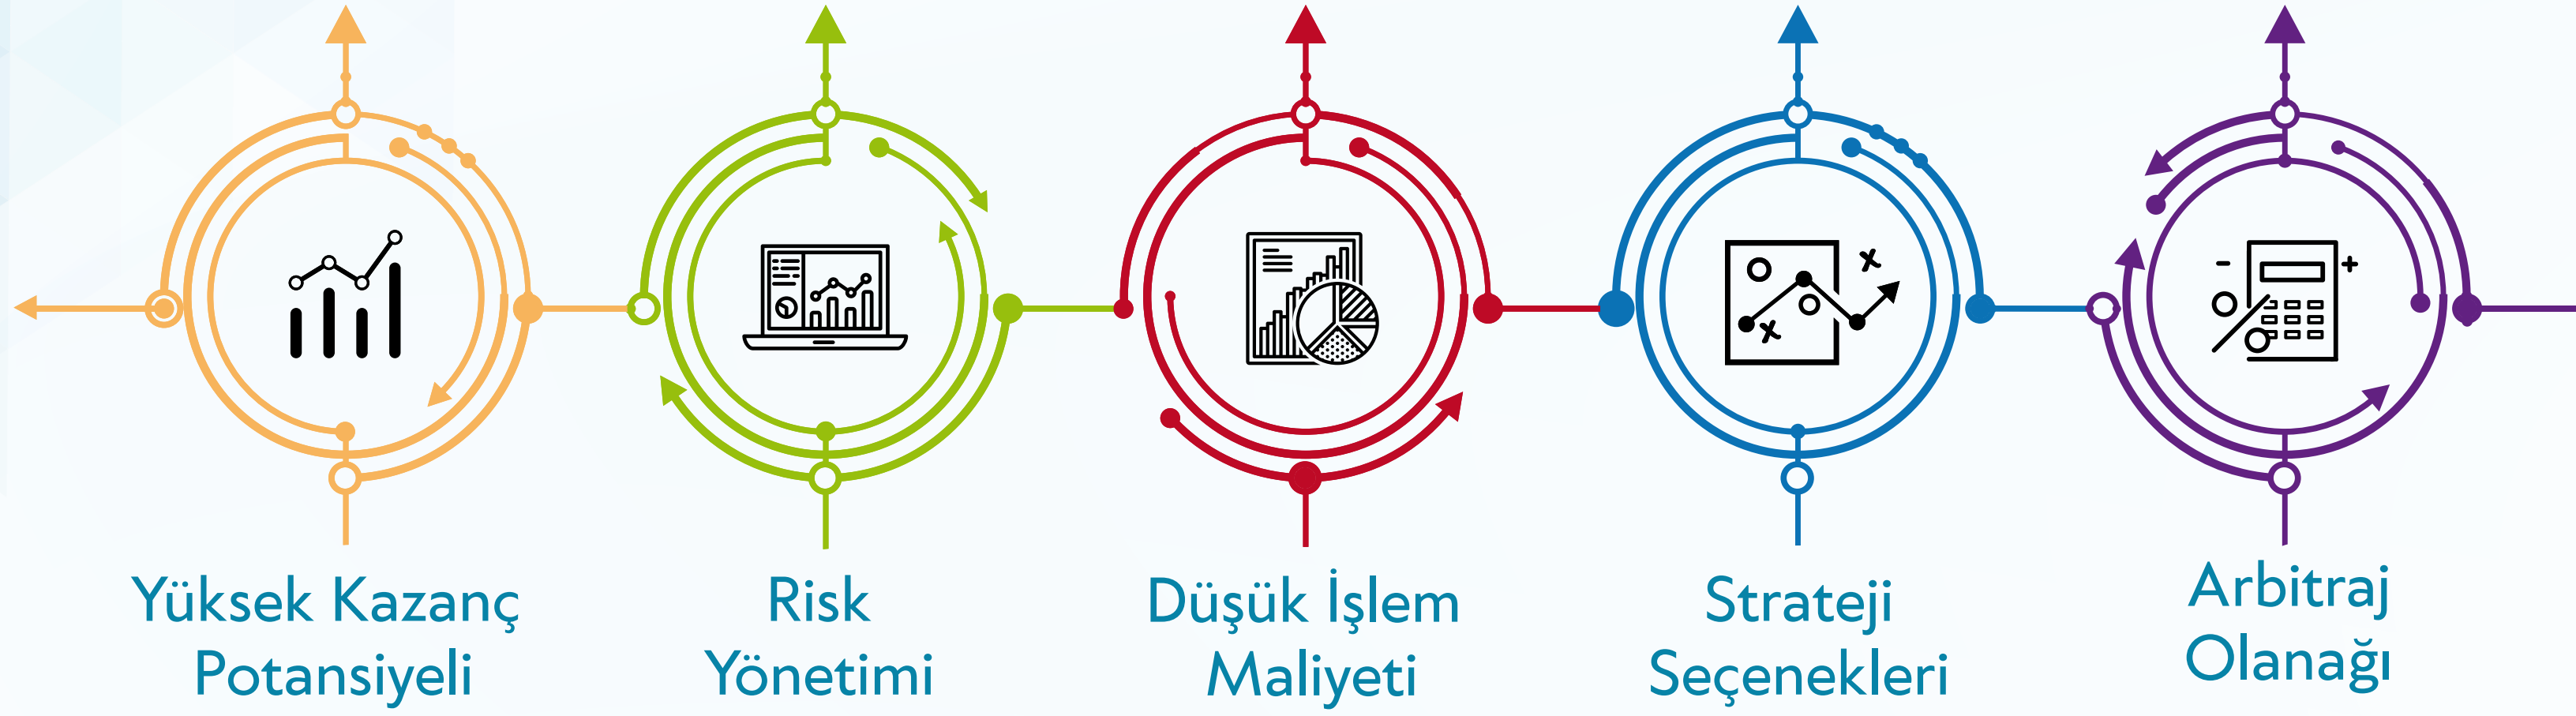 Yüksek Kazanç
Potansiyeli
Risk
Yönetimi
Düşük İşlem
Maliyeti
Strateji
Seçenekleri
Arbitraj
Olanağı